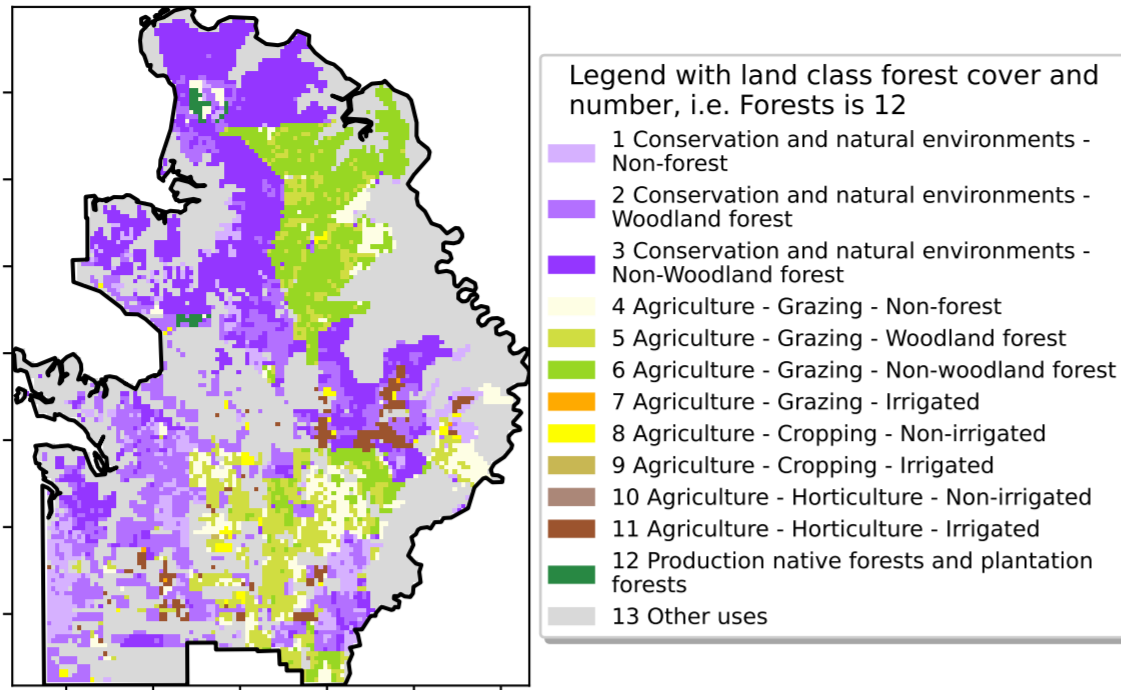 Legend with land class forest cover and
number, i.e. Forests is 12
1 Conservation and natural environments -
Non-forest
2 Conservation and natural environments -
Woodland forest
3 Conservation and natural environments -
Non-Woodland forest
4 Agriculture - Grazing - Non-forest
5 Agriculture - Grazing - Woodland forest
6 Agriculture - Grazing - Non-woodland forest
7 Agriculture - Grazing - Irrigated
8 Agriculture - Cropping - Non-irrigated
9 Agriculture - Cropping - Irrigated
10 Agriculture - Horticulture - Non-irrigated
11 Agriculture - Horticulture - Irrigated
12 Production native forests and plantation
forests
13 Other uses